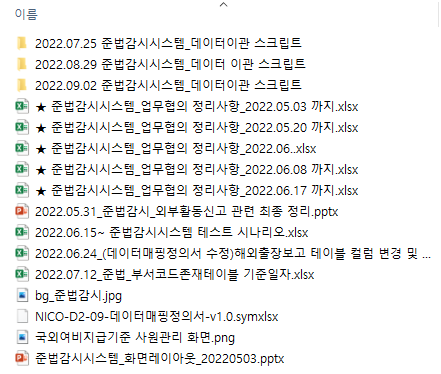 이름
2022.07.25 준법감시시스템_데이터이관 스크립트
2022.08.29 준법감시시스템_데이터 이관 스크립트
2022.09.02 준법감시시스템_데이터이관 스크립트
★ 준법감시시스템_업무협의 정리사항_2022.05.03 까지.xlsx
★ 준법감시시스템_업무협의 정리사항_2022.05.20 까지.xlsx
★ 준법감시시스템_업무협의 정리사항_2022.06..xlsx
★ 준법감시시스템_업무협의 정리사항_2022.06.08 까지.xlsx
★ 준법감시시스템_업무협의 정리사항_2022.06.17 까지.xlsx
2022.05.31_준법감시_외부활동신고 관련 최종 정리.pptx
2022.06.15~ 준법감시시스템 테스트 시나리오.xlsx
2022.06.24_(데이터매핑정의서 수정)해외출장보고 테이블 컬럼 변경 및 ...
2022.07.12_준법_부서코드존재테이블 기준일자.xlsx
bg_준법감시.jpg
NICO-D2-09-데이터매핑정의서-v1.0.symxlsx
국외여비지급기준 사원관리 화면.png
준법감시시스템_화면레이아웃_20220503.pptx